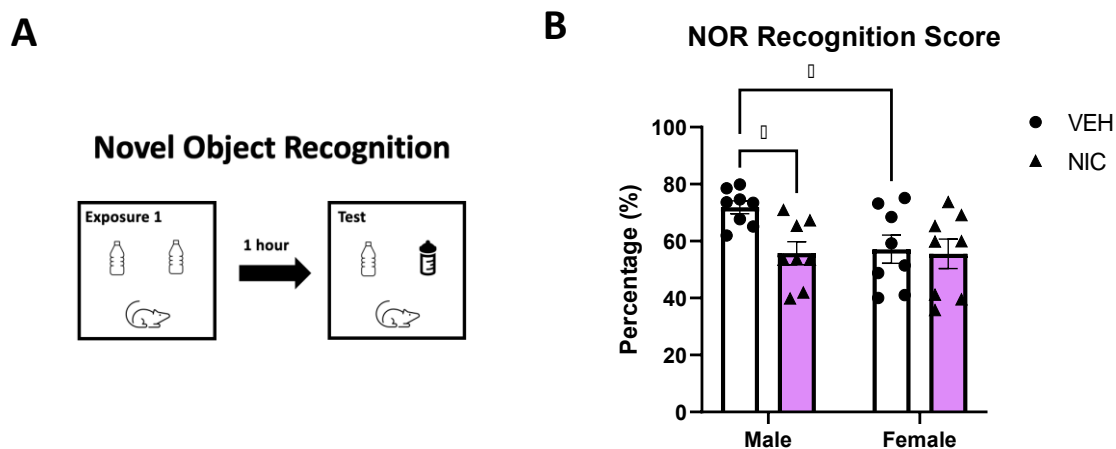 A
Novel Object Recognition
Exposure 1
1 hour
Test
B
NOR Recognition Score
▯
▯
VEH
NIC
Percentage (%)
100
80
60
40
20
0
Male
Female